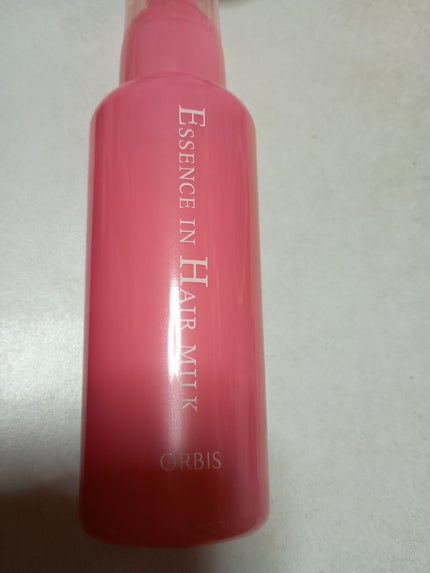 ESSENCE IN HAIR MILK
ORBIS